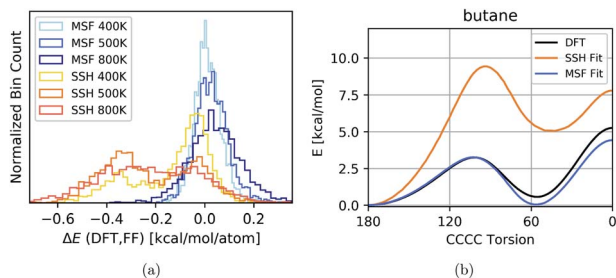 butane
Normalized Bin Count
MSF 400K
MSF 500K
MSF 800K
SSH 400K
SSH 500K
SSH 800K
−0.6 −0.4 −0.2 0.0 0.2
ΔE (DFT,FF) [kcal/mol/atom]
(a)
E [kcal/mol]
10.0
7.5
5.0
2.5
0.0
DFT
SSH Fit
MSF Fit
180 120 60 0
CCCC Torsion
(b)